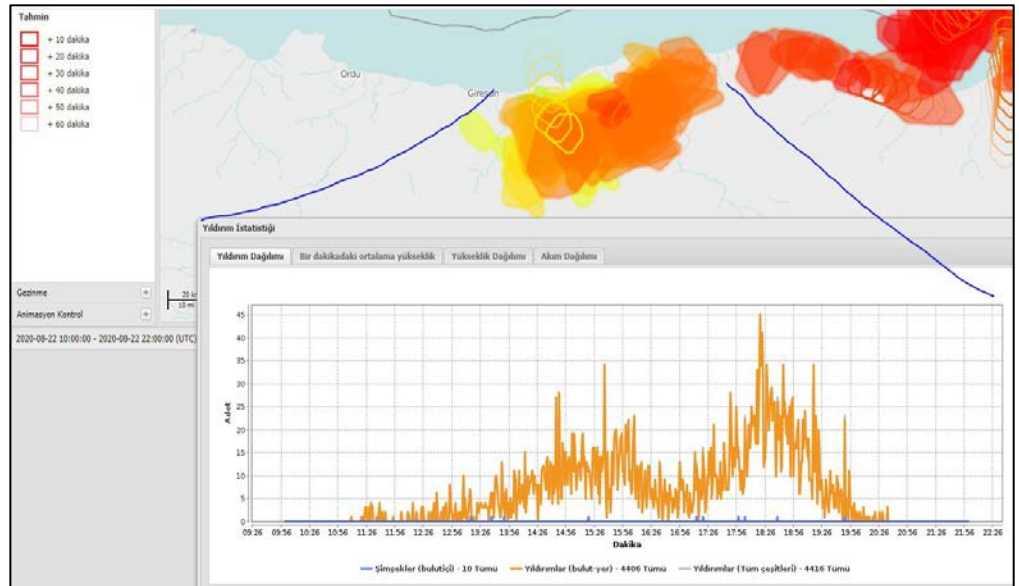 Tahmin
+ 10 dakika
+ 20 dakika
+ 30 dakika
+ 40 dakika
+ 50 dakika
+ 60 dakika
Ordu
Giresun
Gezinme
Animasyon Kontrol
20 k
10 mi
2020-08-22 10:00:00 - 2020-08-22 22:00:00 (UTC)
Yıldırım İstatistiği
Yıldırım Dağılımı Bir dakikadaki ortalama yükseklik Yükseklik Dağılımı Akım Dağılımı
45
40
35
30
25
20
15
10
5
0
Adet
09:26 09:56 10:26 10:56 11:26 11:56 12:26 12:56 13:26 13:56 14:26 14:56 15:26 15:56 16:26 16:56 17:26 17:56 18:26 18:56 19:26 19:56 20:26 20:56 21:26 21:56 22:26
Dakika
Şimşekler (bulutiçi) - 10 Tümü Yıldırımlar (bulut-yer) - 4406 Tümü Yıldırımlar (Tüm çeşitleri) - 4416 Tümü